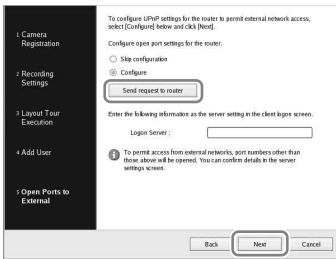 1 Camera
Registration
2 Recording
Settings
3 Layout Tour
Execution
4 Add User
5 Open Ports to
External
To configure UPnP settings for the router to permit external network access,
select [Configure] below and click [Next].
Configure open port settings for the router.
Skip configuration
Configure
Send request to router
Enter the following information as the server setting in the client logon screen.
Logon Server :
To permit access from external networks, port numbers other than
those above will be opened. You can confirm details in the server
settings screen.
Back
Next
Cancel